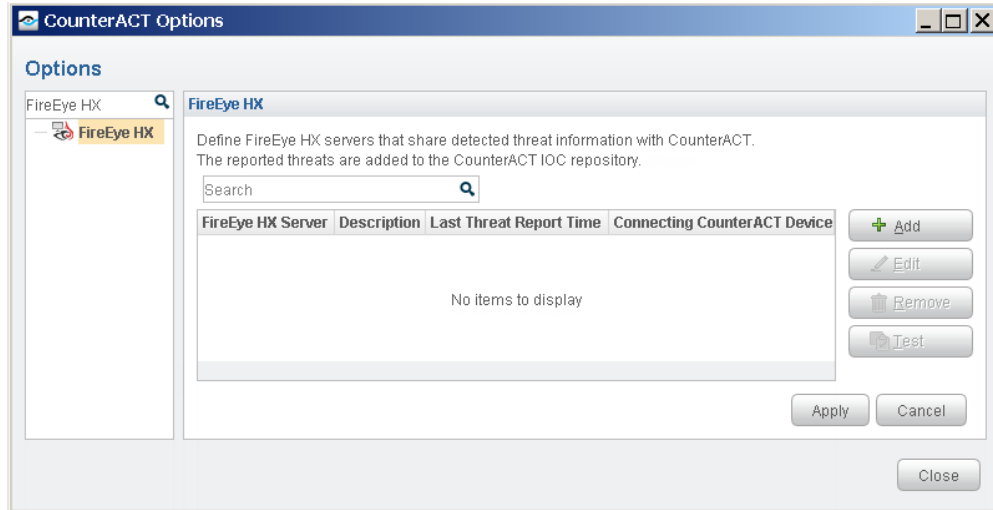 CounterACT Options
Options
FireEye HX
FireEye HX
FireEye HX
Define FireEye HX servers that share detected threat information with CounterACT.
The reported threats are added to the CounterACT IOC repository.
Search
FireEye HX Server Description Last Threat Report Time Connecting CounterACT Device
No items to display
Add
Edit
Remove
Test
Apply Cancel
Close